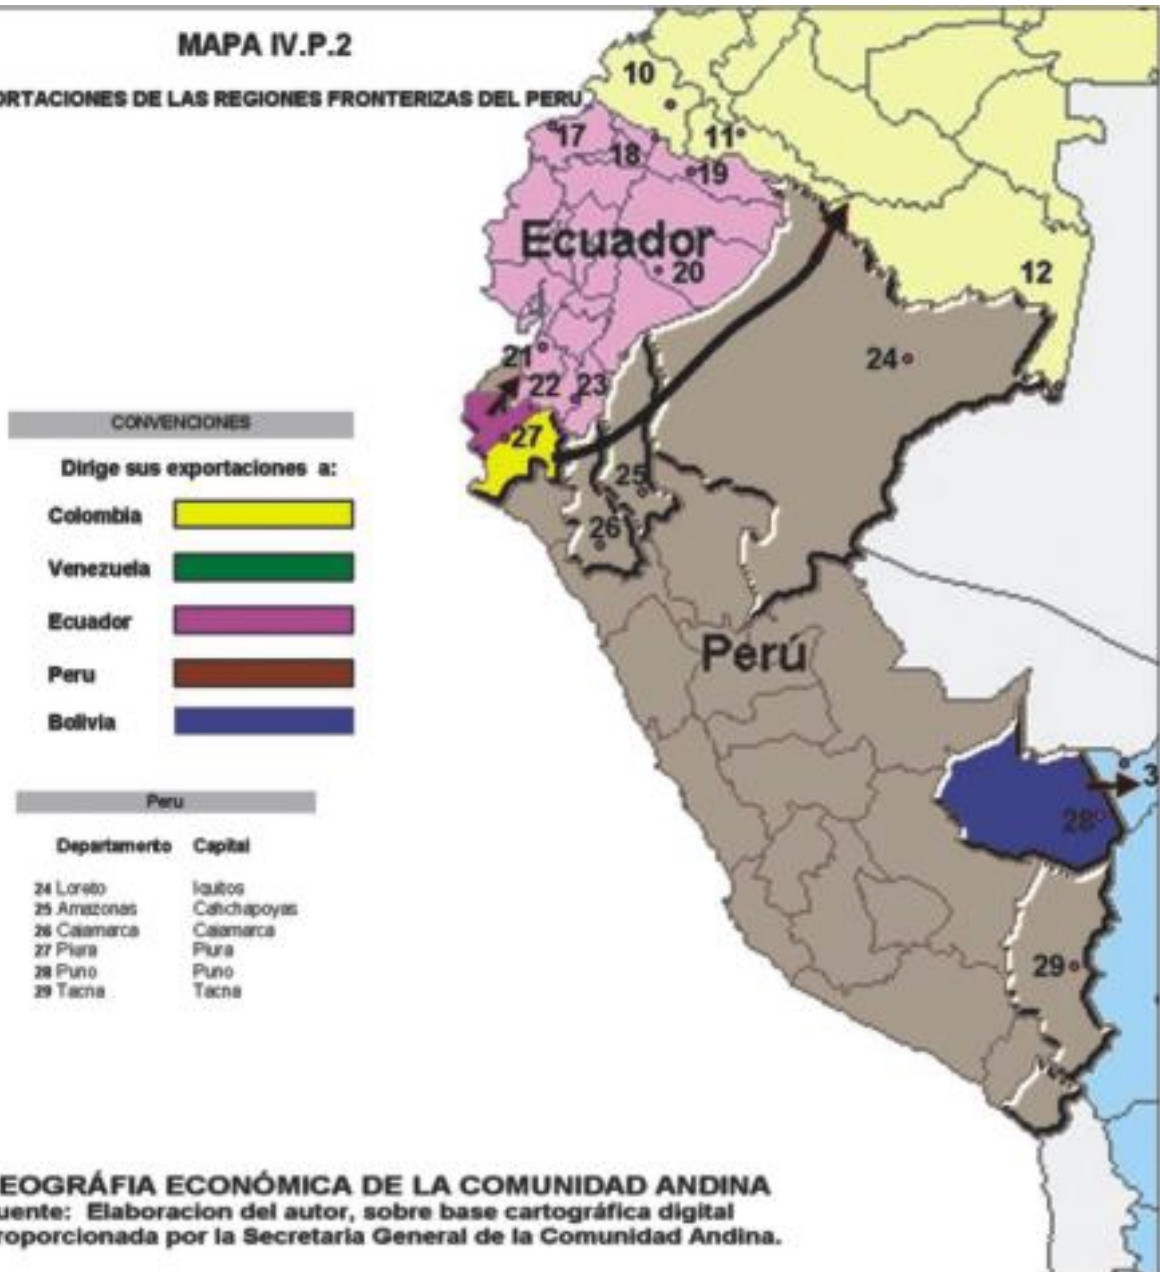 MAPA IV.P.2
ORTACIONES DE LAS REGIONES FRONTERIZAS DEL PERU
10
17
18
11
19
Ecuador
20
12
21
22
23
24
27
25
26
CONVENCIONES
Dirige sus exportaciones a:
Colombia
Venezuela
Ecuador
Peru
Bolivia
Perú
3
28
29
Peru
Departamento Capital
24 Loreto Iquitos
25 Amazonas Cahchapoyas
26 Cajamarca Cajamarca
27 Piura Piura
28 Puno Puno
29 Tacna Tacna
EOGRÁFIA ECONÓMICA DE LA COMUNIDAD ANDINA
uente: Elaboracion del autor, sobre base cartográfica digital
roporcionada por la Secretaria General de la Comunidad Andina.